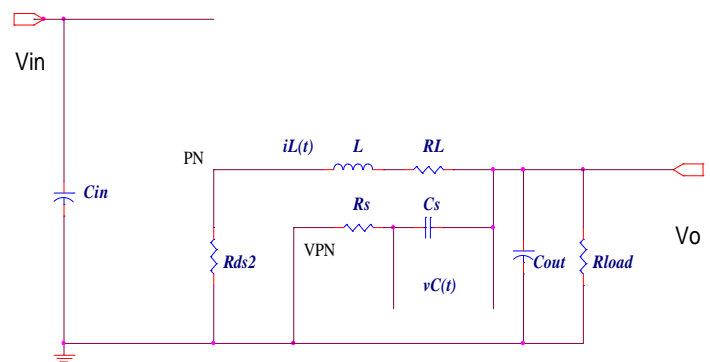 Vin
iL(t) L RL
PN
Cin
Rs Cs
VPN
Vo
Rds2
Cout Rload
vC(t)